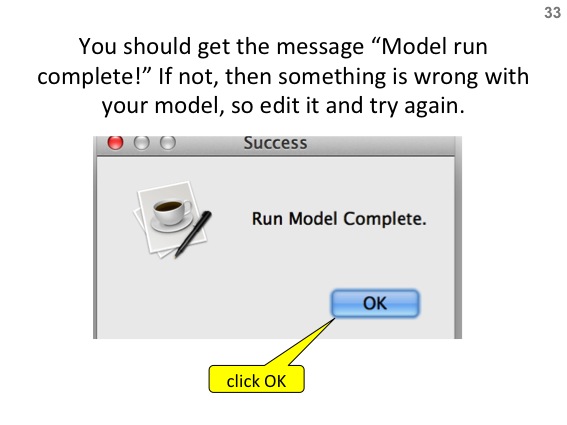 33
You should get the message “Model run
complete!” If not, then something is wrong with
your model, so edit it and try again.
Success
Run Model Complete.
OK
click OK